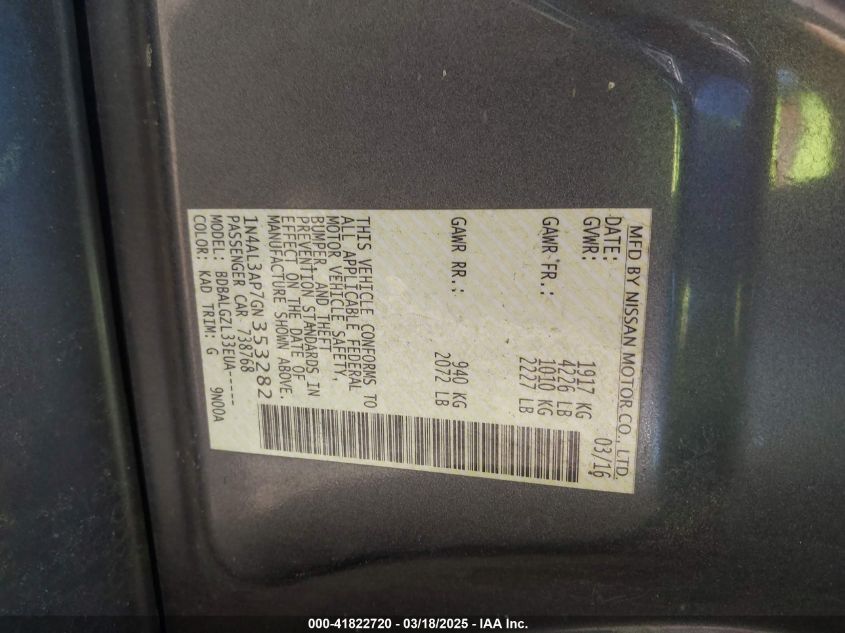 MFD BY NISSAN MOTOR CO., LTD.
DATE: 03/16
GVWR: 1917 KG
4226 LB
GAWR FR.: 1010 KG
2227 LB
GAWR RR.: 940 KG
2072 LB
THIS VEHICLE CONFORMS TO
ALL APPLICABLE FEDERAL
MOTOR VEHICLE SAFETY,
BUMPER, AND THEFT
PREVENTION STANDARDS IN
EFFECT ON THE DATE OF
MANUFACTURE SHOWN ABOVE.
1N4AL3AP7GN353282
PASSENGER CAR 738768
MODEL: BDBALGZL33EUA-----
COLOR: KAD TRIM: G 9N00A
000-41822720 - 03/18/2025 - IAA Inc.